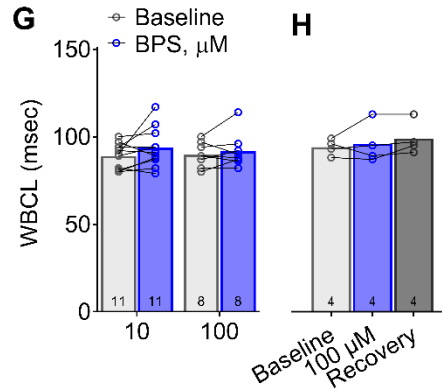 G
Baseline
BPS, μM
H
WBCL (msec)
150
100
50
0
11
11
8
8
10
100
4
4
4
Baseline
100 μM
Recovery